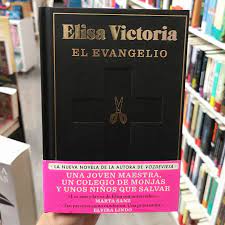 Elisa Victoria
EL EVANGELIO
LA NUEVA NOVELA DE LA AUTORA DE VOZDEVIEJA
UNA JOVEN MAESTRA,
UN COLEGIO DE MONJAS
Y UNOS NIÑOS QUE SALVAR
MARTA SANZ
ELVIRA LINDO